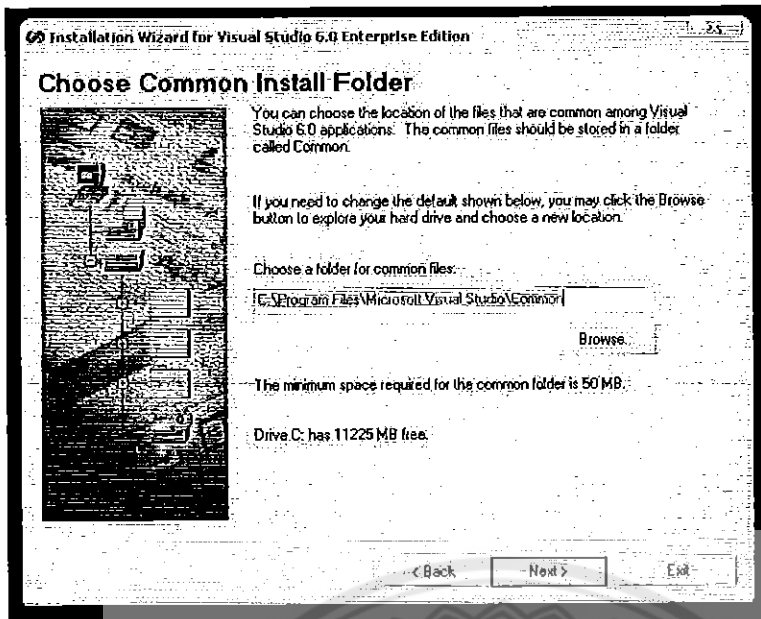 Installation Wizard for Visual Studio 6.0 Enterprise Edition
Choose Common Install Folder
You can choose the location of the files that are common among Visual
Studio 6.0 applications. The common files should be stored in a folder
called Common.
If you need to change the default shown below, you may click the Browse
button to explore your hard drive and choose a new location.
Choose a folder for common files:
C:\Program Files\Microsoft Visual Studio\Common
Browse...
The minimum space required for the common folder is 50 MB.
Drive C: has 11225 MB free.
< Back
Next >
Exit